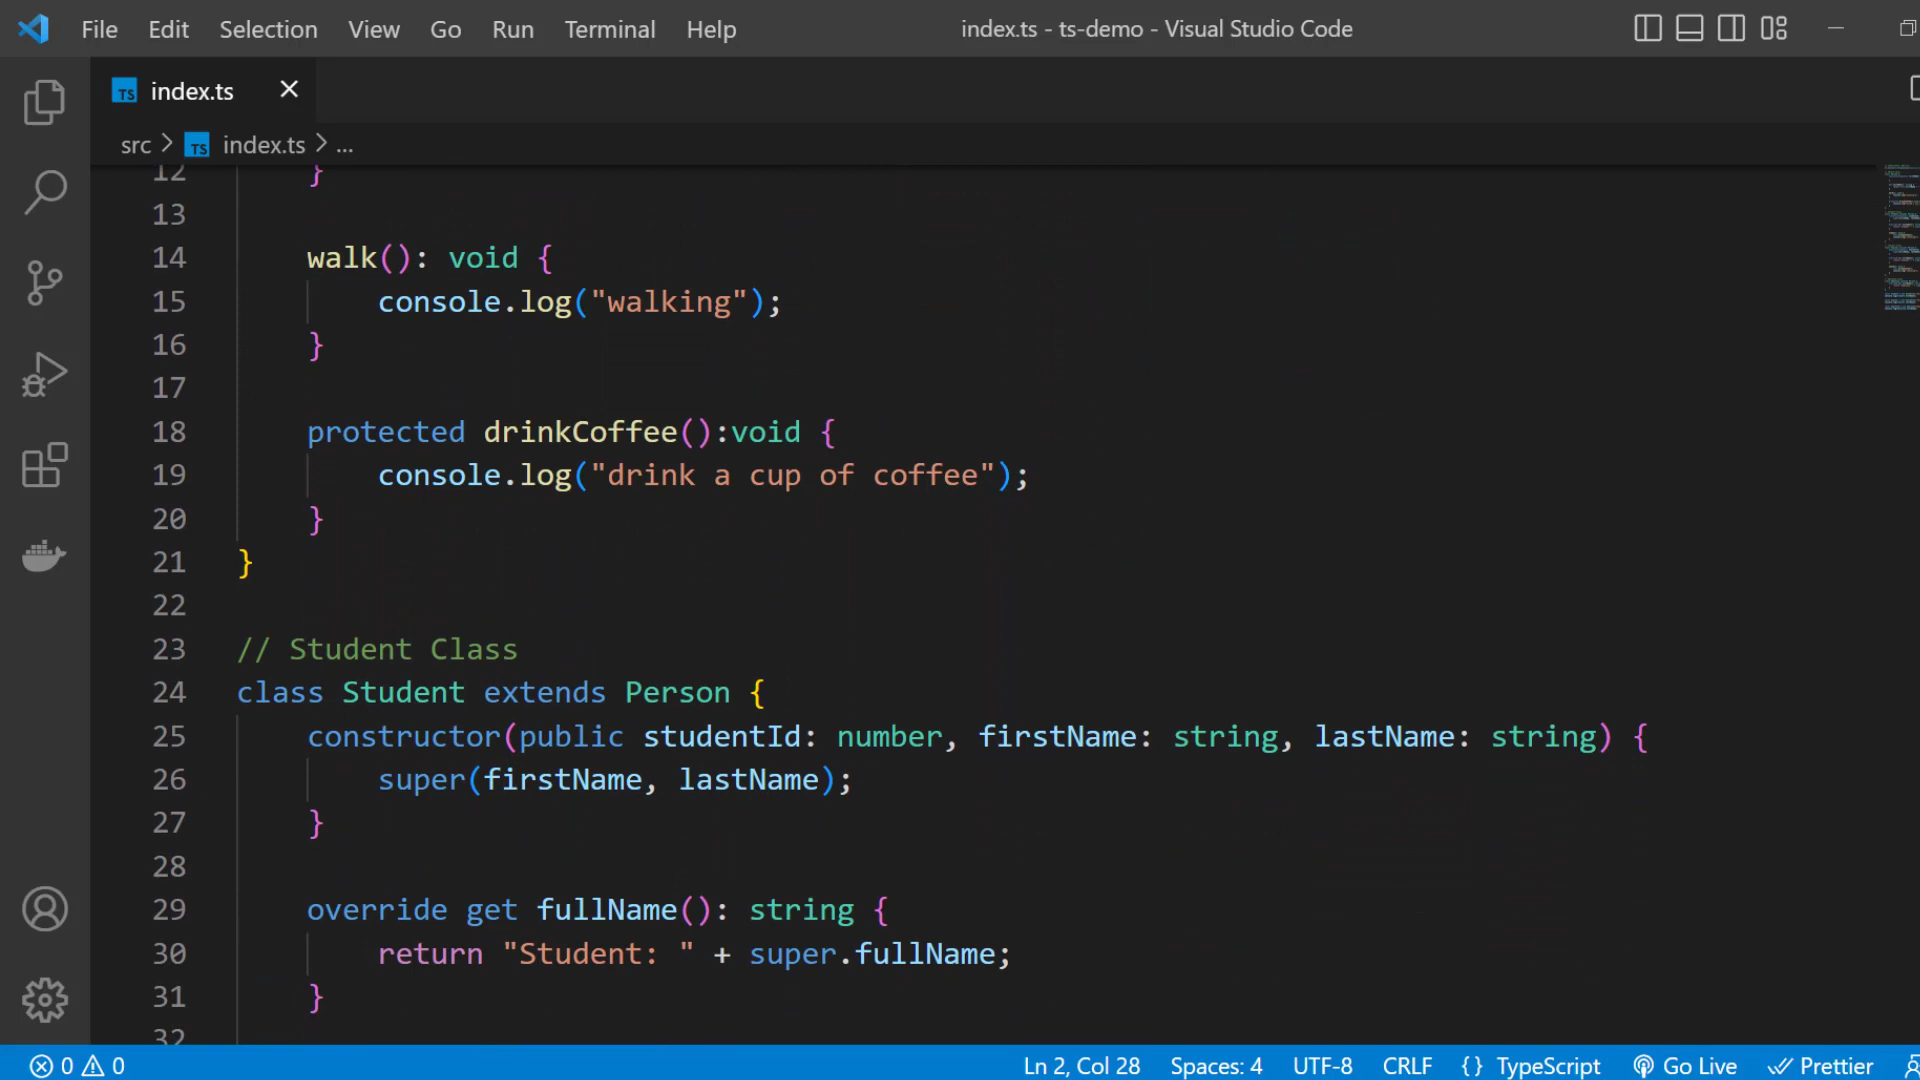 File Edit Selection View Go Run Terminal Help index.ts - ts-demo - Visual Studio Code
TS index.ts
src > TS index.ts > ...
12 }
13
14 walk(): void {
15 console.log("walking");
16 }
17
18 protected drinkCoffee():void {
19 console.log("drink a cup of coffee");
20 }
21 }
22
23 // Student Class
24 class Student extends Person {
25 constructor(public studentId: number, firstName: string, lastName: string) {
26 super(firstName, lastName);
27 }
28
29 override get fullName(): string {
30 return "Student: " + super.fullName;
31 }
32
0 0 Ln 2, Col 28 Spaces: 4 UTF-8 CRLF {} TypeScript Go Live Prettier